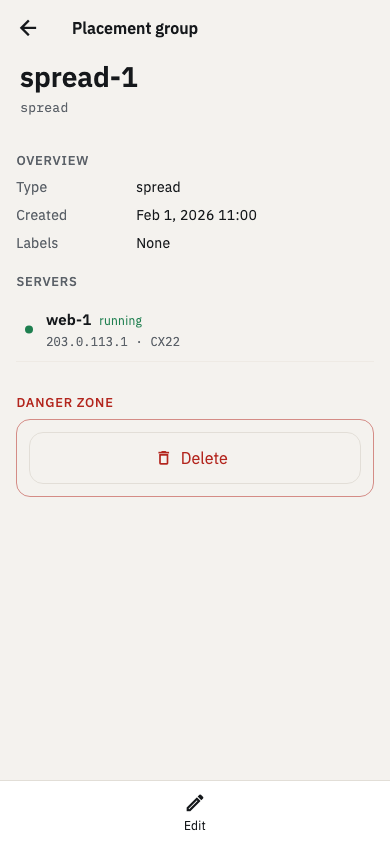 Placement group
spread-1
spread
OVERVIEW
Type spread
Created Feb 1, 2026 11:00
Labels None
SERVERS
web-1 running
203.0.113.1 · CX22
DANGER ZONE
Delete
Edit